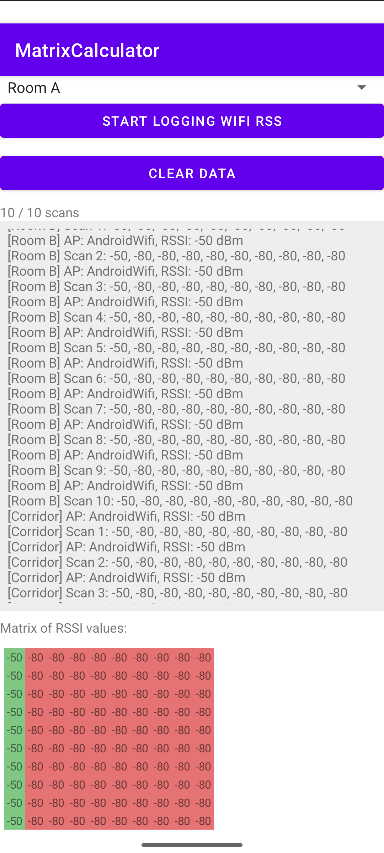 MatrixCalculator
Room A
START LOGGING WIFI RSS
CLEAR DATA
10 / 10 scans
[Room B] AP: AndroidWifi, RSSI: -50 dBm
[Room B] Scan 2: -50, -80, -80, -80, -80, -80, -80, -80, -80, -80
[Room B] AP: AndroidWifi, RSSI: -50 dBm
[Room B] Scan 3: -50, -80, -80, -80, -80, -80, -80, -80, -80, -80
[Room B] AP: AndroidWifi, RSSI: -50 dBm
[Room B] Scan 4: -50, -80, -80, -80, -80, -80, -80, -80, -80, -80
[Room B] AP: AndroidWifi, RSSI: -50 dBm
[Room B] Scan 5: -50, -80, -80, -80, -80, -80, -80, -80, -80, -80
[Room B] AP: AndroidWifi, RSSI: -50 dBm
[Room B] Scan 6: -50, -80, -80, -80, -80, -80, -80, -80, -80, -80
[Room B] AP: AndroidWifi, RSSI: -50 dBm
[Room B] Scan 7: -50, -80, -80, -80, -80, -80, -80, -80, -80, -80
[Room B] AP: AndroidWifi, RSSI: -50 dBm
[Room B] Scan 8: -50, -80, -80, -80, -80, -80, -80, -80, -80, -80
[Room B] AP: AndroidWifi, RSSI: -50 dBm
[Room B] Scan 9: -50, -80, -80, -80, -80, -80, -80, -80, -80, -80
[Room B] AP: AndroidWifi, RSSI: -50 dBm
[Room B] Scan 10: -50, -80, -80, -80, -80, -80, -80, -80, -80, -80
[Corridor] AP: AndroidWifi, RSSI: -50 dBm
[Corridor] Scan 1: -50, -80, -80, -80, -80, -80, -80, -80, -80, -80
[Corridor] AP: AndroidWifi, RSSI: -50 dBm
[Corridor] Scan 2: -50, -80, -80, -80, -80, -80, -80, -80, -80, -80
[Corridor] AP: AndroidWifi, RSSI: -50 dBm
[Corridor] Scan 3: -50, -80, -80, -80, -80, -80, -80, -80, -80, -80
Matrix of RSSI values:
-50 -80 -80 -80 -80 -80 -80 -80 -80 -80
-50 -80 -80 -80 -80 -80 -80 -80 -80 -80
-50 -80 -80 -80 -80 -80 -80 -80 -80 -80
-50 -80 -80 -80 -80 -80 -80 -80 -80 -80
-50 -80 -80 -80 -80 -80 -80 -80 -80 -80
-50 -80 -80 -80 -80 -80 -80 -80 -80 -80
-50 -80 -80 -80 -80 -80 -80 -80 -80 -80
-50 -80 -80 -80 -80 -80 -80 -80 -80 -80
-50 -80 -80 -80 -80 -80 -80 -80 -80 -80
-50 -80 -80 -80 -80 -80 -80 -80 -80 -80